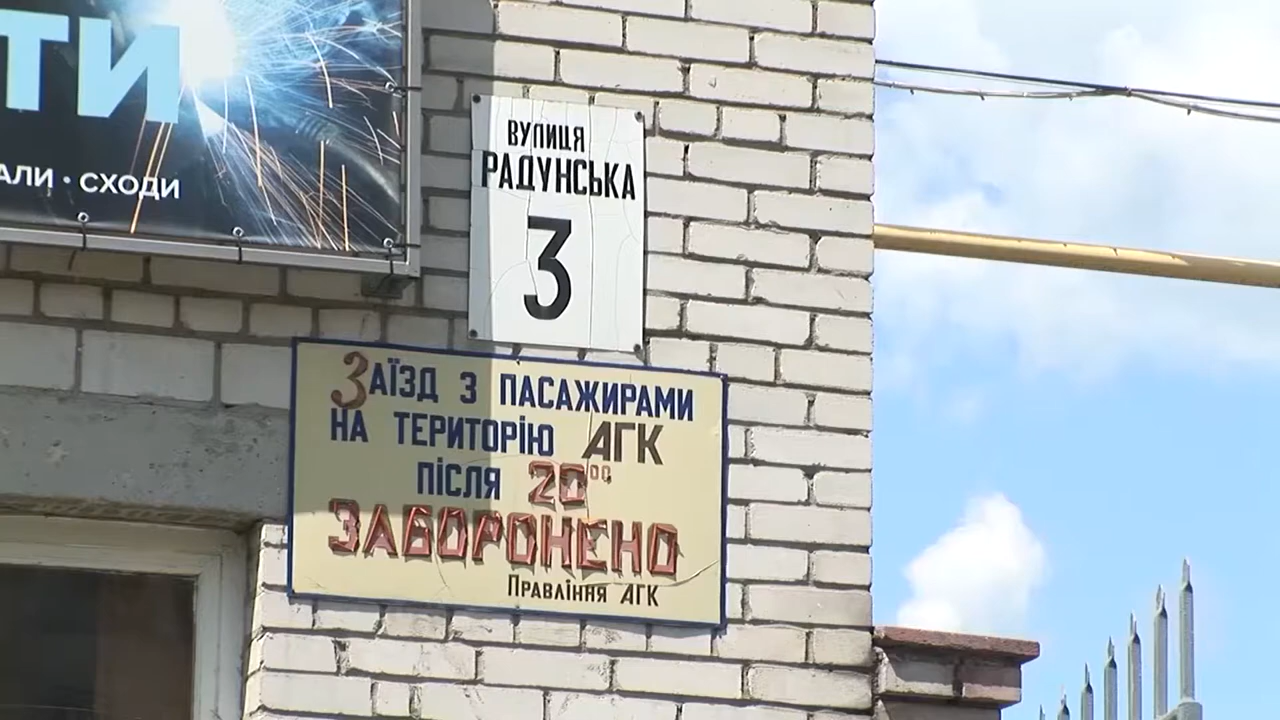 ТИ
АЛИ · СХОДИ
ВУЛИЦЯ
РАДУНСЬКА
3
ЗАЇЗД З ПАСАЖИРАМИ
НА ТЕРИТОРІЮ АГК
ПІСЛЯ 20⁰⁰
ЗАБОРОНЕНО
Правління АГК